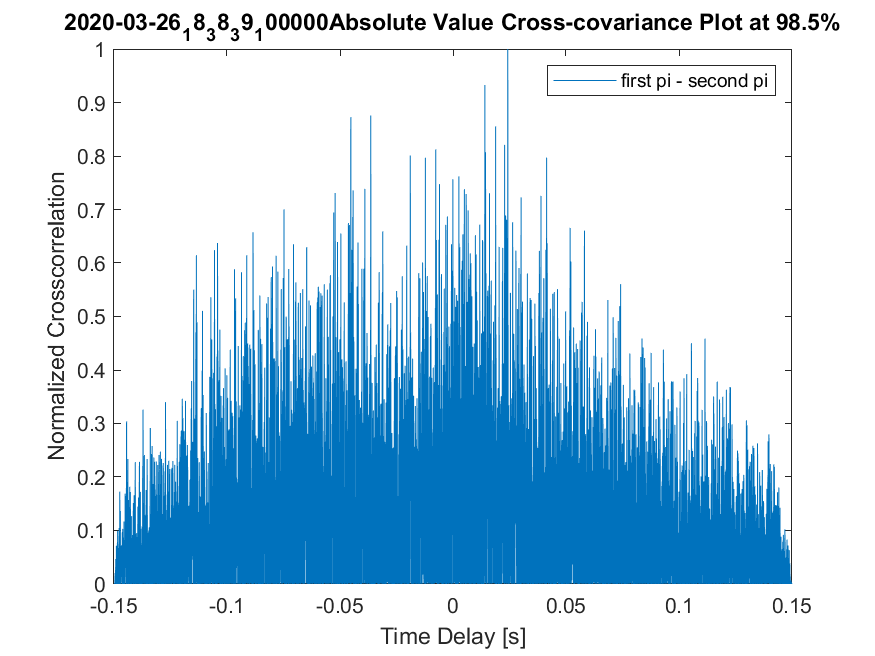 2020-03-26₁8₃8₃9₁00000Absolute Value Cross-covariance Plot at 98.5%
first pi - second pi
Normalized Crosscorrelation
1
0.9
0.8
0.7
0.6
0.5
0.4
0.3
0.2
0.1
0
-0.15 -0.1 -0.05 0 0.05 0.1 0.15
Time Delay [s]